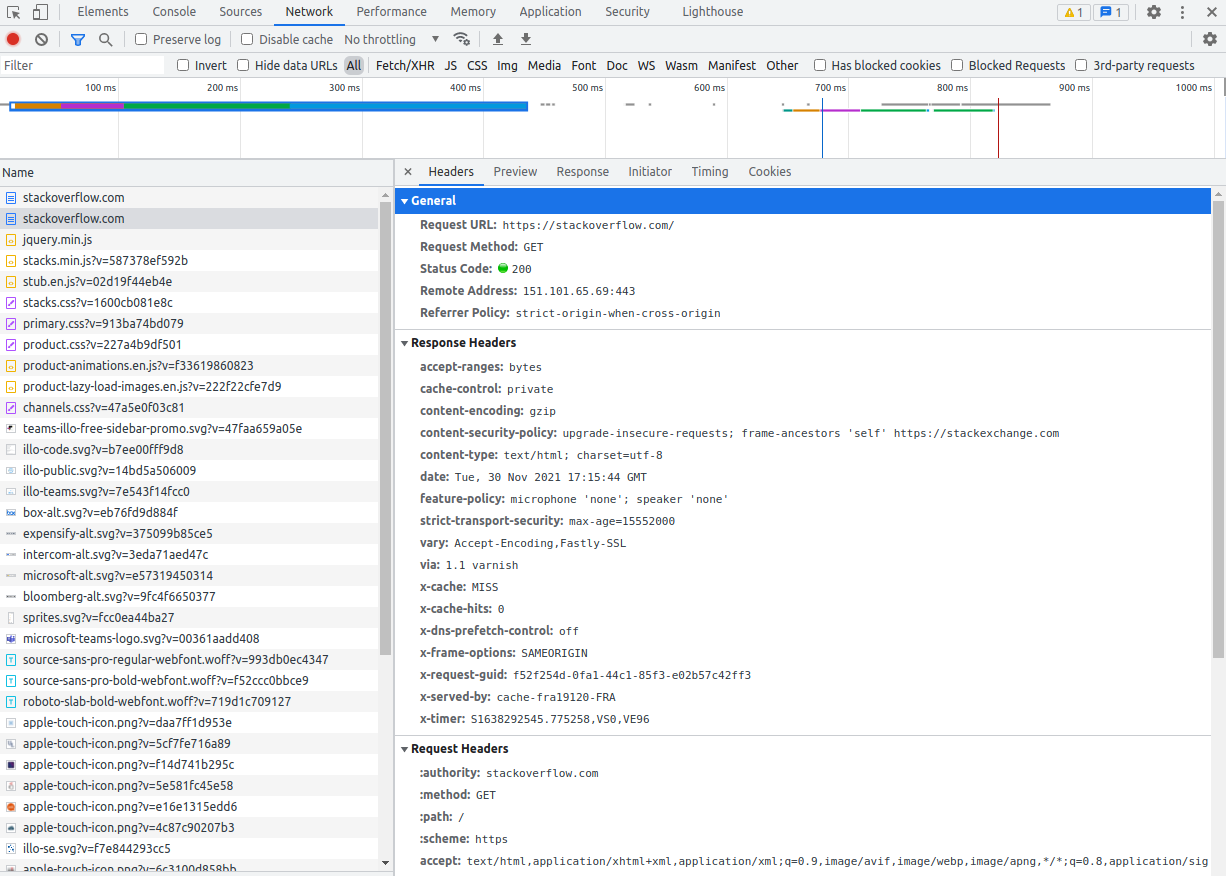 Elements Console Sources Network Performance Memory Application Security Lighthouse 1 1
Preserve log Disable cache No throttling
Filter Invert Hide data URLs All Fetch/XHR JS CSS Img Media Font Doc WS Wasm Manifest Other Has blocked cookies Blocked Requests 3rd-party requests
100 ms 200 ms 300 ms 400 ms 500 ms 600 ms 700 ms 800 ms 900 ms 1000 ms
Name
stackoverflow.com
stackoverflow.com
jquery.min.js
stacks.min.js?v=587378ef592b
stub.en.js?v=02d19f44eb4e
stacks.css?v=1600cb081e8c
primary.css?v=913ba74bd079
product.css?v=227a4b9df501
product-animations.en.js?v=f33619860823
product-lazy-load-images.en.js?v=222f22cfe7d9
channels.css?v=47a5e0f03c81
teams-illo-free-sidebar-promo.svg?v=47faa659a05e
illo-code.svg?v=b7ee00fff9d8
illo-public.svg?v=14bd5a506009
illo-teams.svg?v=7e543f14fcc0
box-alt.svg?v=eb76fd9d884f
expensify-alt.svg?v=375099b85ce5
intercom-alt.svg?v=3eda71aed47c
microsoft-alt.svg?v=e57319450314
bloomberg-alt.svg?v=9fc4f6650377
sprites.svg?v=fcc0ea44ba27
microsoft-teams-logo.svg?v=00361aadd408
source-sans-pro-regular-webfont.woff?v=993db0ec4347
source-sans-pro-bold-webfont.woff?v=f52ccc0bbce9
roboto-slab-bold-webfont.woff?v=719d1c709127
apple-touch-icon.png?v=daa7ff1d953e
apple-touch-icon.png?v=5cf7fe716a89
apple-touch-icon.png?v=f14d741b295c
apple-touch-icon.png?v=5e581fc45e58
apple-touch-icon.png?v=e16e1315edd6
apple-touch-icon.png?v=4c87c90207b3
illo-se.svg?v=f7e844293cc5
apple-touch-icon.png?v=6c3100d858bb
Headers Preview Response Initiator Timing Cookies
General
Request URL: https://stackoverflow.com/
Request Method: GET
Status Code: 200
Remote Address: 151.101.65.69:443
Referrer Policy: strict-origin-when-cross-origin
Response Headers
accept-ranges: bytes
cache-control: private
content-encoding: gzip
content-security-policy: upgrade-insecure-requests; frame-ancestors 'self' https://stackexchange.com
content-type: text/html; charset=utf-8
date: Tue, 30 Nov 2021 17:15:44 GMT
feature-policy: microphone 'none'; speaker 'none'
strict-transport-security: max-age=15552000
vary: Accept-Encoding,Fastly-SSL
via: 1.1 varnish
x-cache: MISS
x-cache-hits: 0
x-dns-prefetch-control: off
x-frame-options: SAMEORIGIN
x-request-guid: f52f254d-0fa1-44c1-85f3-e02b57c42ff3
x-served-by: cache-fra19120-FRA
x-timer: S1638292545.775258,VS0,VE96
Request Headers
:authority: stackoverflow.com
:method: GET
:path: /
:scheme: https
accept: text/html,application/xhtml+xml,application/xml;q=0.9,image/avif,image/webp,image/apng,*/*;q=0.8,application/sig